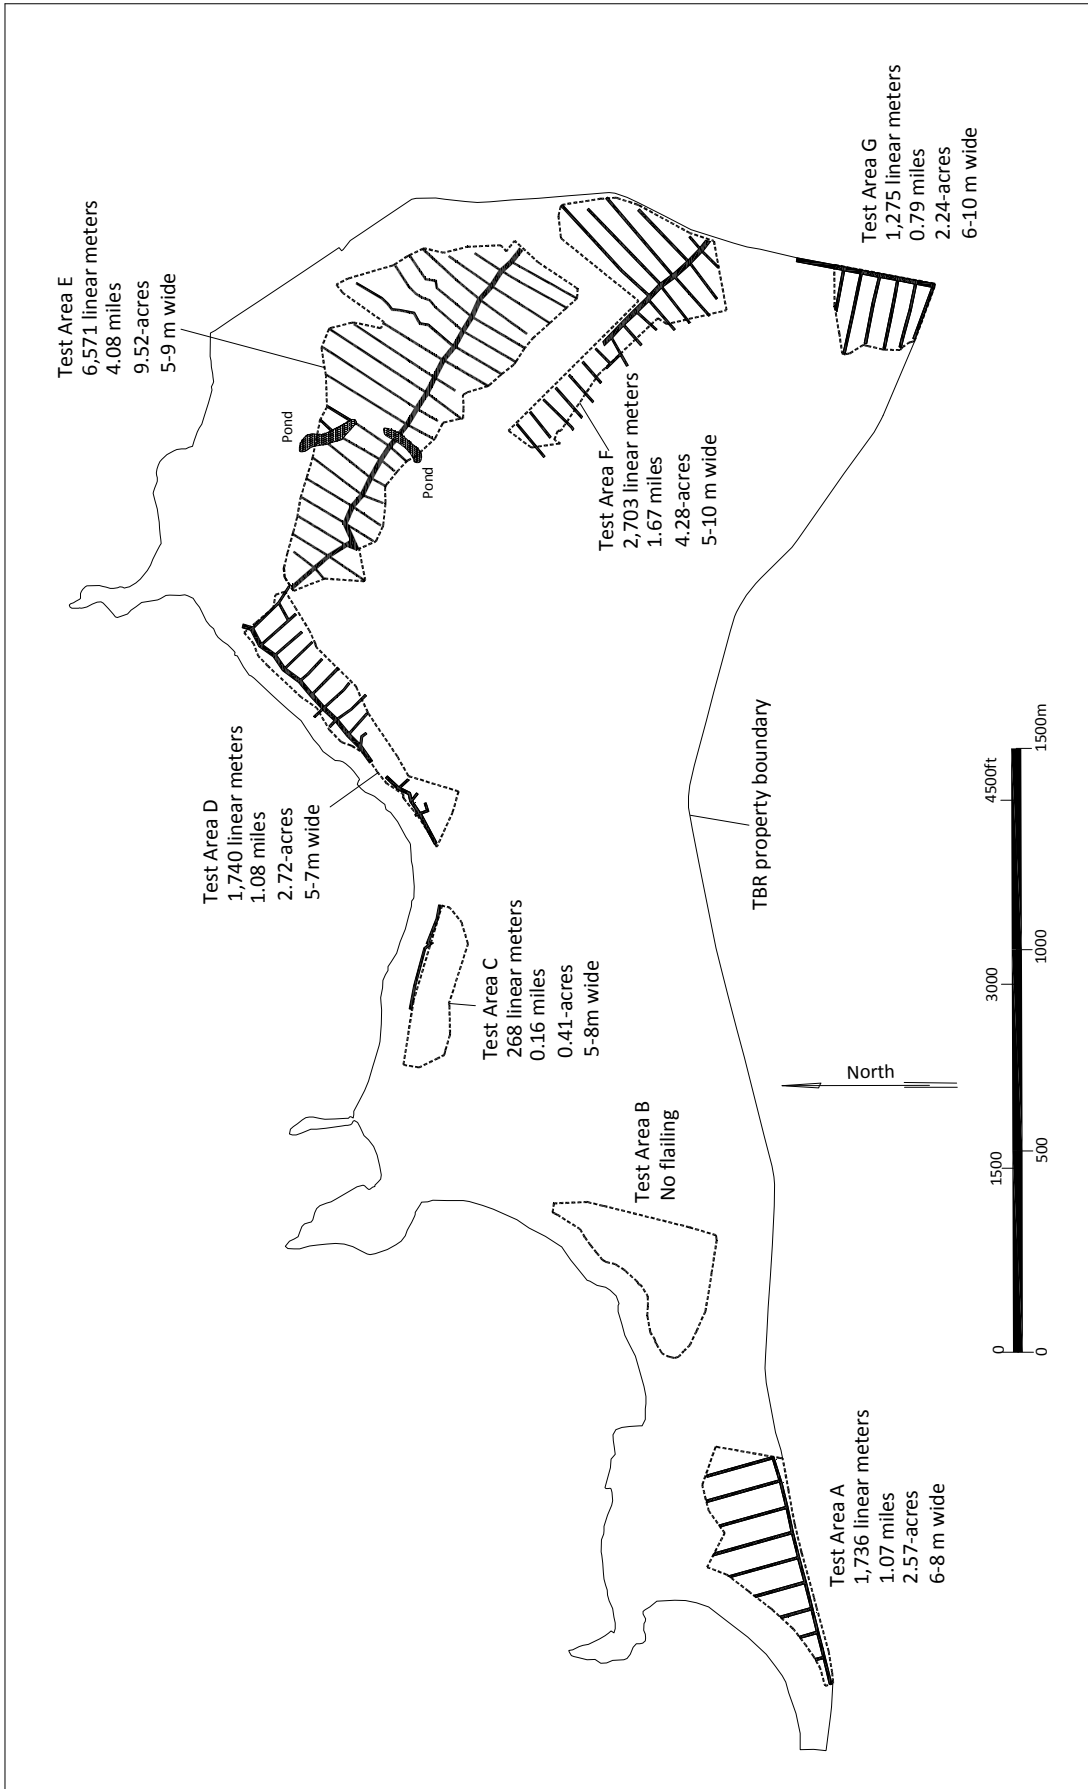 Test Area E
6,571 linear meters
4.08 miles
9.52-acres
5-9 m wide
Pond
Pond
Test Area G
1,275 linear meters
0.79 miles
2.24-acres
6-10 m wide
Test Area F
2,703 linear meters
1.67 miles
4.28-acres
5-10 m wide
Test Area D
1,740 linear meters
1.08 miles
2.72-acres
5-7m wide
Test Area C
268 linear meters
0.16 miles
0.41-acres
5-8m wide
Test Area B
No flailing
Test Area A
1,736 linear meters
1.07 miles
2.57-acres
6-8 m wide
TBR property boundary
North
0 1500 3000 4500ft
0 500 1000 1500m